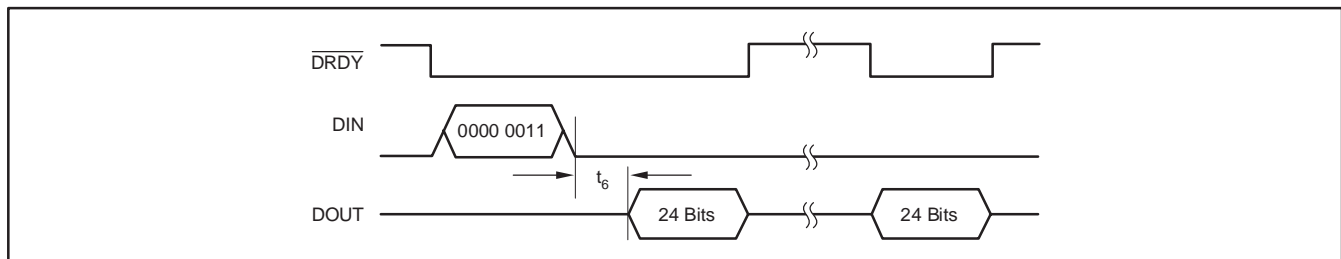 DRDY
DIN
0000 0011
t6
DOUT
24 Bits
24 Bits